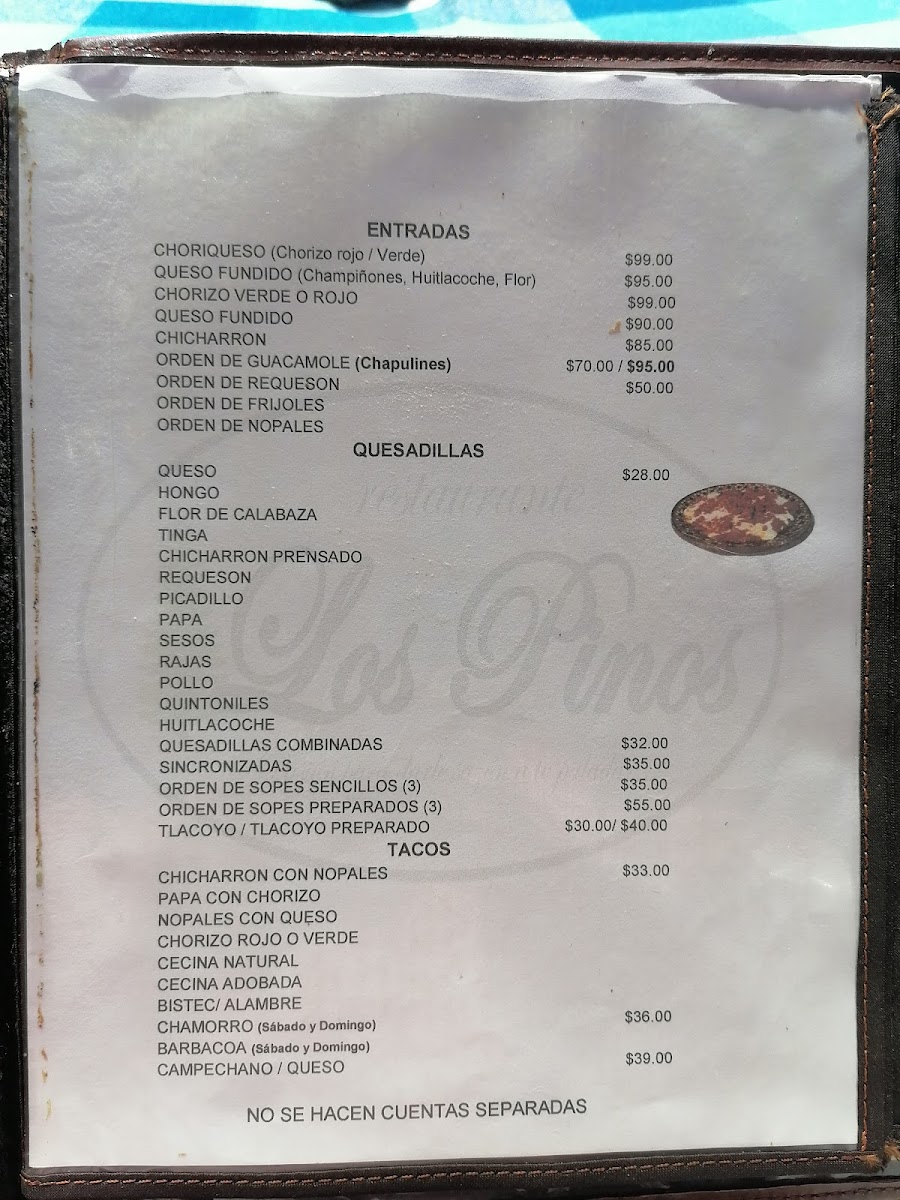 ENTRADAS
CHORIQUESO (Chorizo rojo / Verde) $99.00
QUESO FUNDIDO (Champiñones, Huitlacoche, Flor) $95.00
CHORIZO VERDE O ROJO $99.00
QUESO FUNDIDO $90.00
CHICHARRON $85.00
ORDEN DE GUACAMOLE (Chapulines) $70.00 / $95.00
ORDEN DE REQUESON $50.00
ORDEN DE FRIJOLES
ORDEN DE NOPALES
QUESADILLAS
QUESO $28.00
HONGO
FLOR DE CALABAZA
TINGA
CHICHARRON PRENSADO
REQUESON
PICADILLO
PAPA
SESOS
RAJAS
POLLO
QUINTONILES
HUITLACOCHE
QUESADILLAS COMBINADAS $32.00
SINCRONIZADAS $35.00
ORDEN DE SOPES SENCILLOS (3) $35.00
ORDEN DE SOPES PREPARADOS (3) $55.00
TLACOYO / TLACOYO PREPARADO $30.00/ $40.00
TACOS
CHICHARRON CON NOPALES $33.00
PAPA CON CHORIZO
NOPALES CON QUESO
CHORIZO ROJO O VERDE
CECINA NATURAL
CECINA ADOBADA
BISTEC/ ALAMBRE
CHAMORRO (Sábado y Domingo) $36.00
BARBACOA (Sábado y Domingo)
CAMPECHANO / QUESO $39.00
NO SE HACEN CUENTAS SEPARADAS
restaurante
Los Pinos